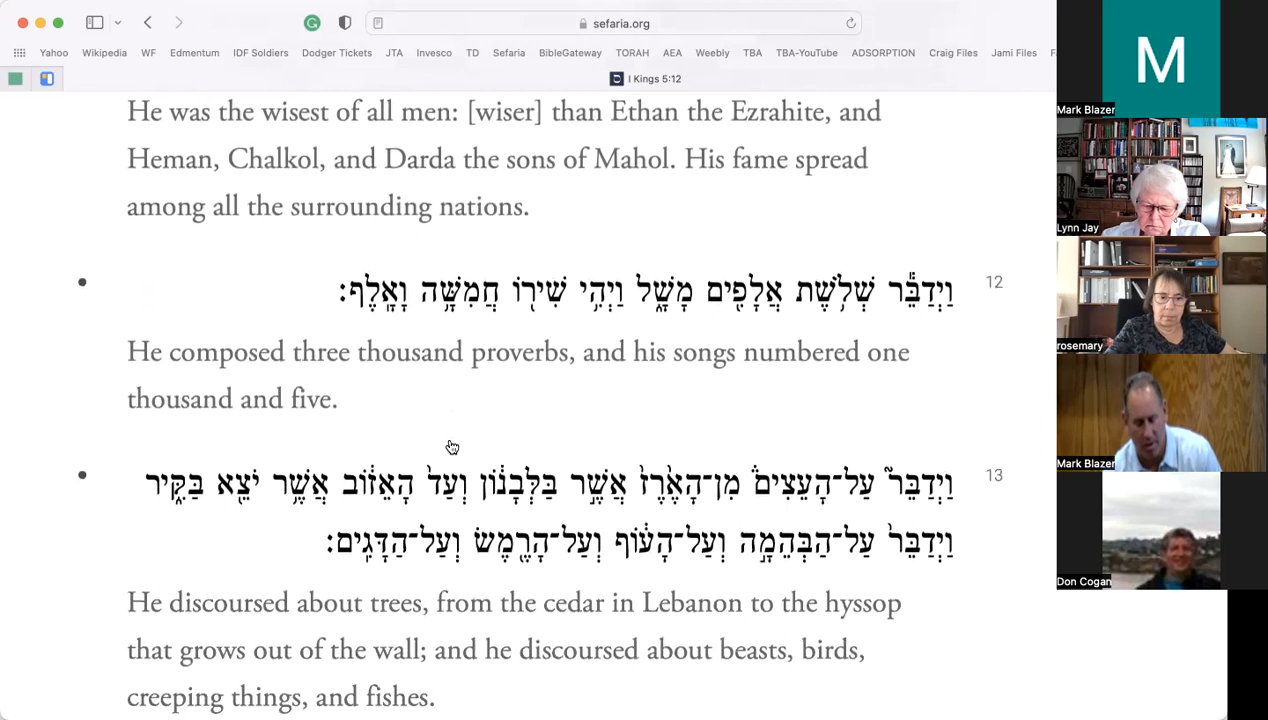 sefaria.org
Yahoo Wikipedia WF Edmentum IDF Soldiers Dodger Tickets JTA Invesco TD Sefaria BibleGateway TORAH AEA Weebly TBA TBA-YouTube ADSORPTION Craig Files Jami Files
I Kings 5:12
He was the wisest of all men: [wiser] than Ethan the Ezrahite, and
Heman, Chalkol, and Darda the sons of Mahol. His fame spread
among all the surrounding nations.
12
וַיְדַבֵּ֕ר שְׁלֹ֥שֶׁת אֲלָפִ֖ים מָשָׁ֑ל וַיְהִ֥י שִׁיר֖וֹ חֲמִשָּׁ֥ה וָאָֽלֶף׃
He composed three thousand proverbs, and his songs numbered one
thousand and five.
13
וַיְדַבֵּר֮ עַל־הָעֵצִים֒ מִן־הָאֶ֙רֶז֙ אֲשֶׁ֣ר בַּלְּבָנ֔וֹן וְעַד֙ הָאֵז֔וֹב אֲשֶׁ֥ר יֹצֵ֖א בַּקִּ֑יר
וַיְדַבֵּר֙ עַל־הַבְּהֵמָ֣ה וְעַל־הָע֔וֹף וְעַל־הָרֶ֖מֶשׂ וְעַל־הַדָּגִֽים׃
He discoursed about trees, from the cedar in Lebanon to the hyssop
that grows out of the wall; and he discoursed about beasts, birds,
creeping things, and fishes.
M
Mark Blazer
Lynn Jay
rosemary
Mark Blazer
Don Cogan